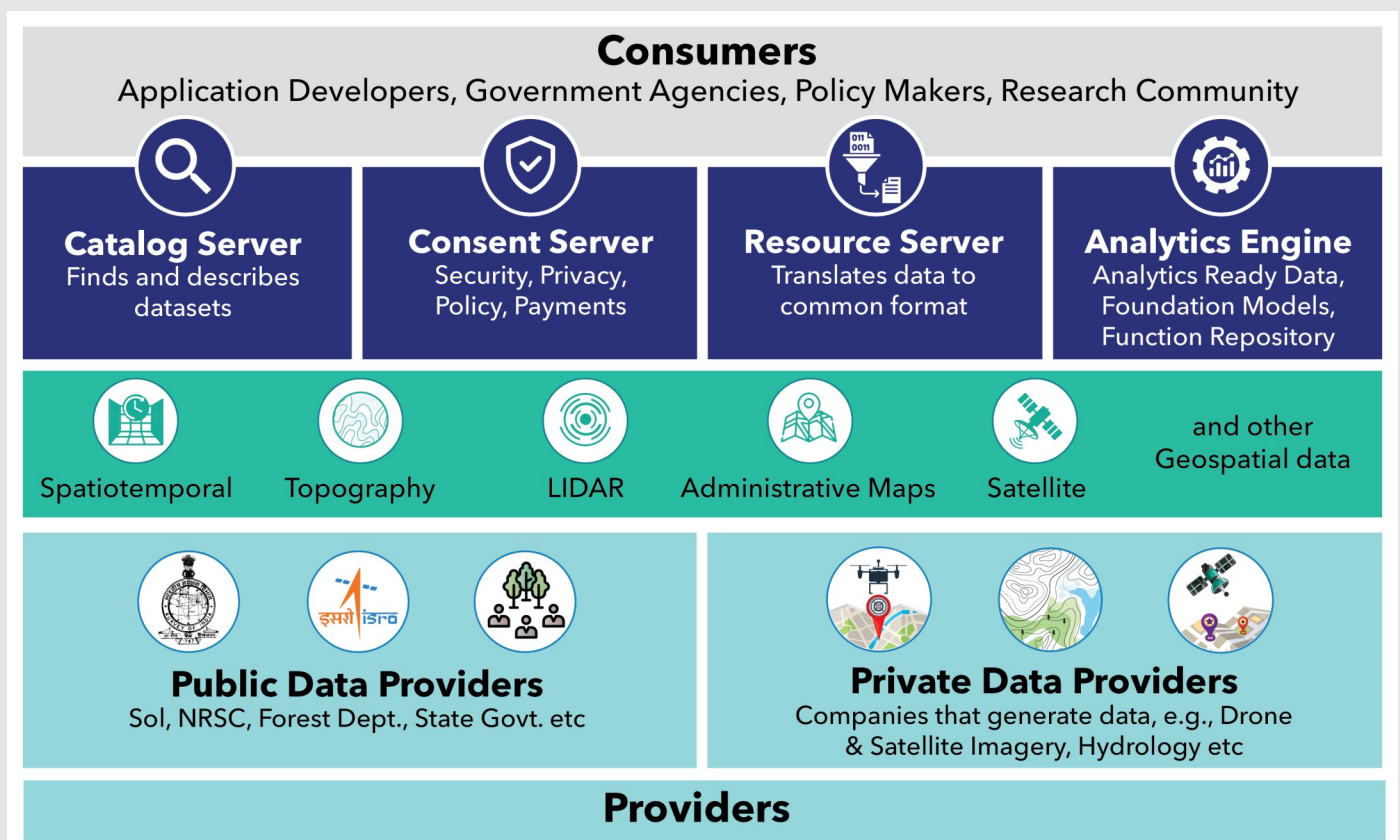 Consumers
Application Developers, Government Agencies, Policy Makers, Research Community
011
0011
Catalog Server
Finds and describes
datasets
Consent Server
Security, Privacy,
Policy, Payments
Resource Server
Translates data to
common format
Analytics Engine
Analytics Ready Data,
Foundation Models,
Function Repository
Spatiotemporal
Topography
LIDAR
Administrative Maps
Satellite
and other
Geospatial data
इसरो isro
Public Data Providers
SoI, NRSC, Forest Dept., State Govt. etc
Private Data Providers
Companies that generate data, e.g., Drone
& Satellite Imagery, Hydrology etc
Providers